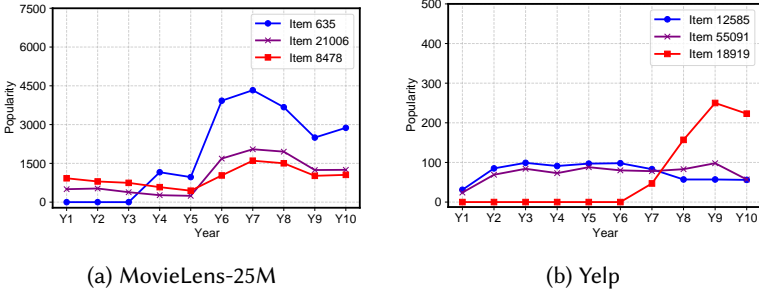 7500
6000
4500
3000
1500
0
Popularity
Item 635
Item 21006
Item 8478
Y1 Y2 Y3 Y4 Y5 Y6 Y7 Y8 Y9 Y10
Year
(a) MovieLens-25M
500
400
300
200
100
0
Popularity
Item 12585
Item 55091
Item 18919
Y1 Y2 Y3 Y4 Y5 Y6 Y7 Y8 Y9 Y10
Year
(b) Yelp